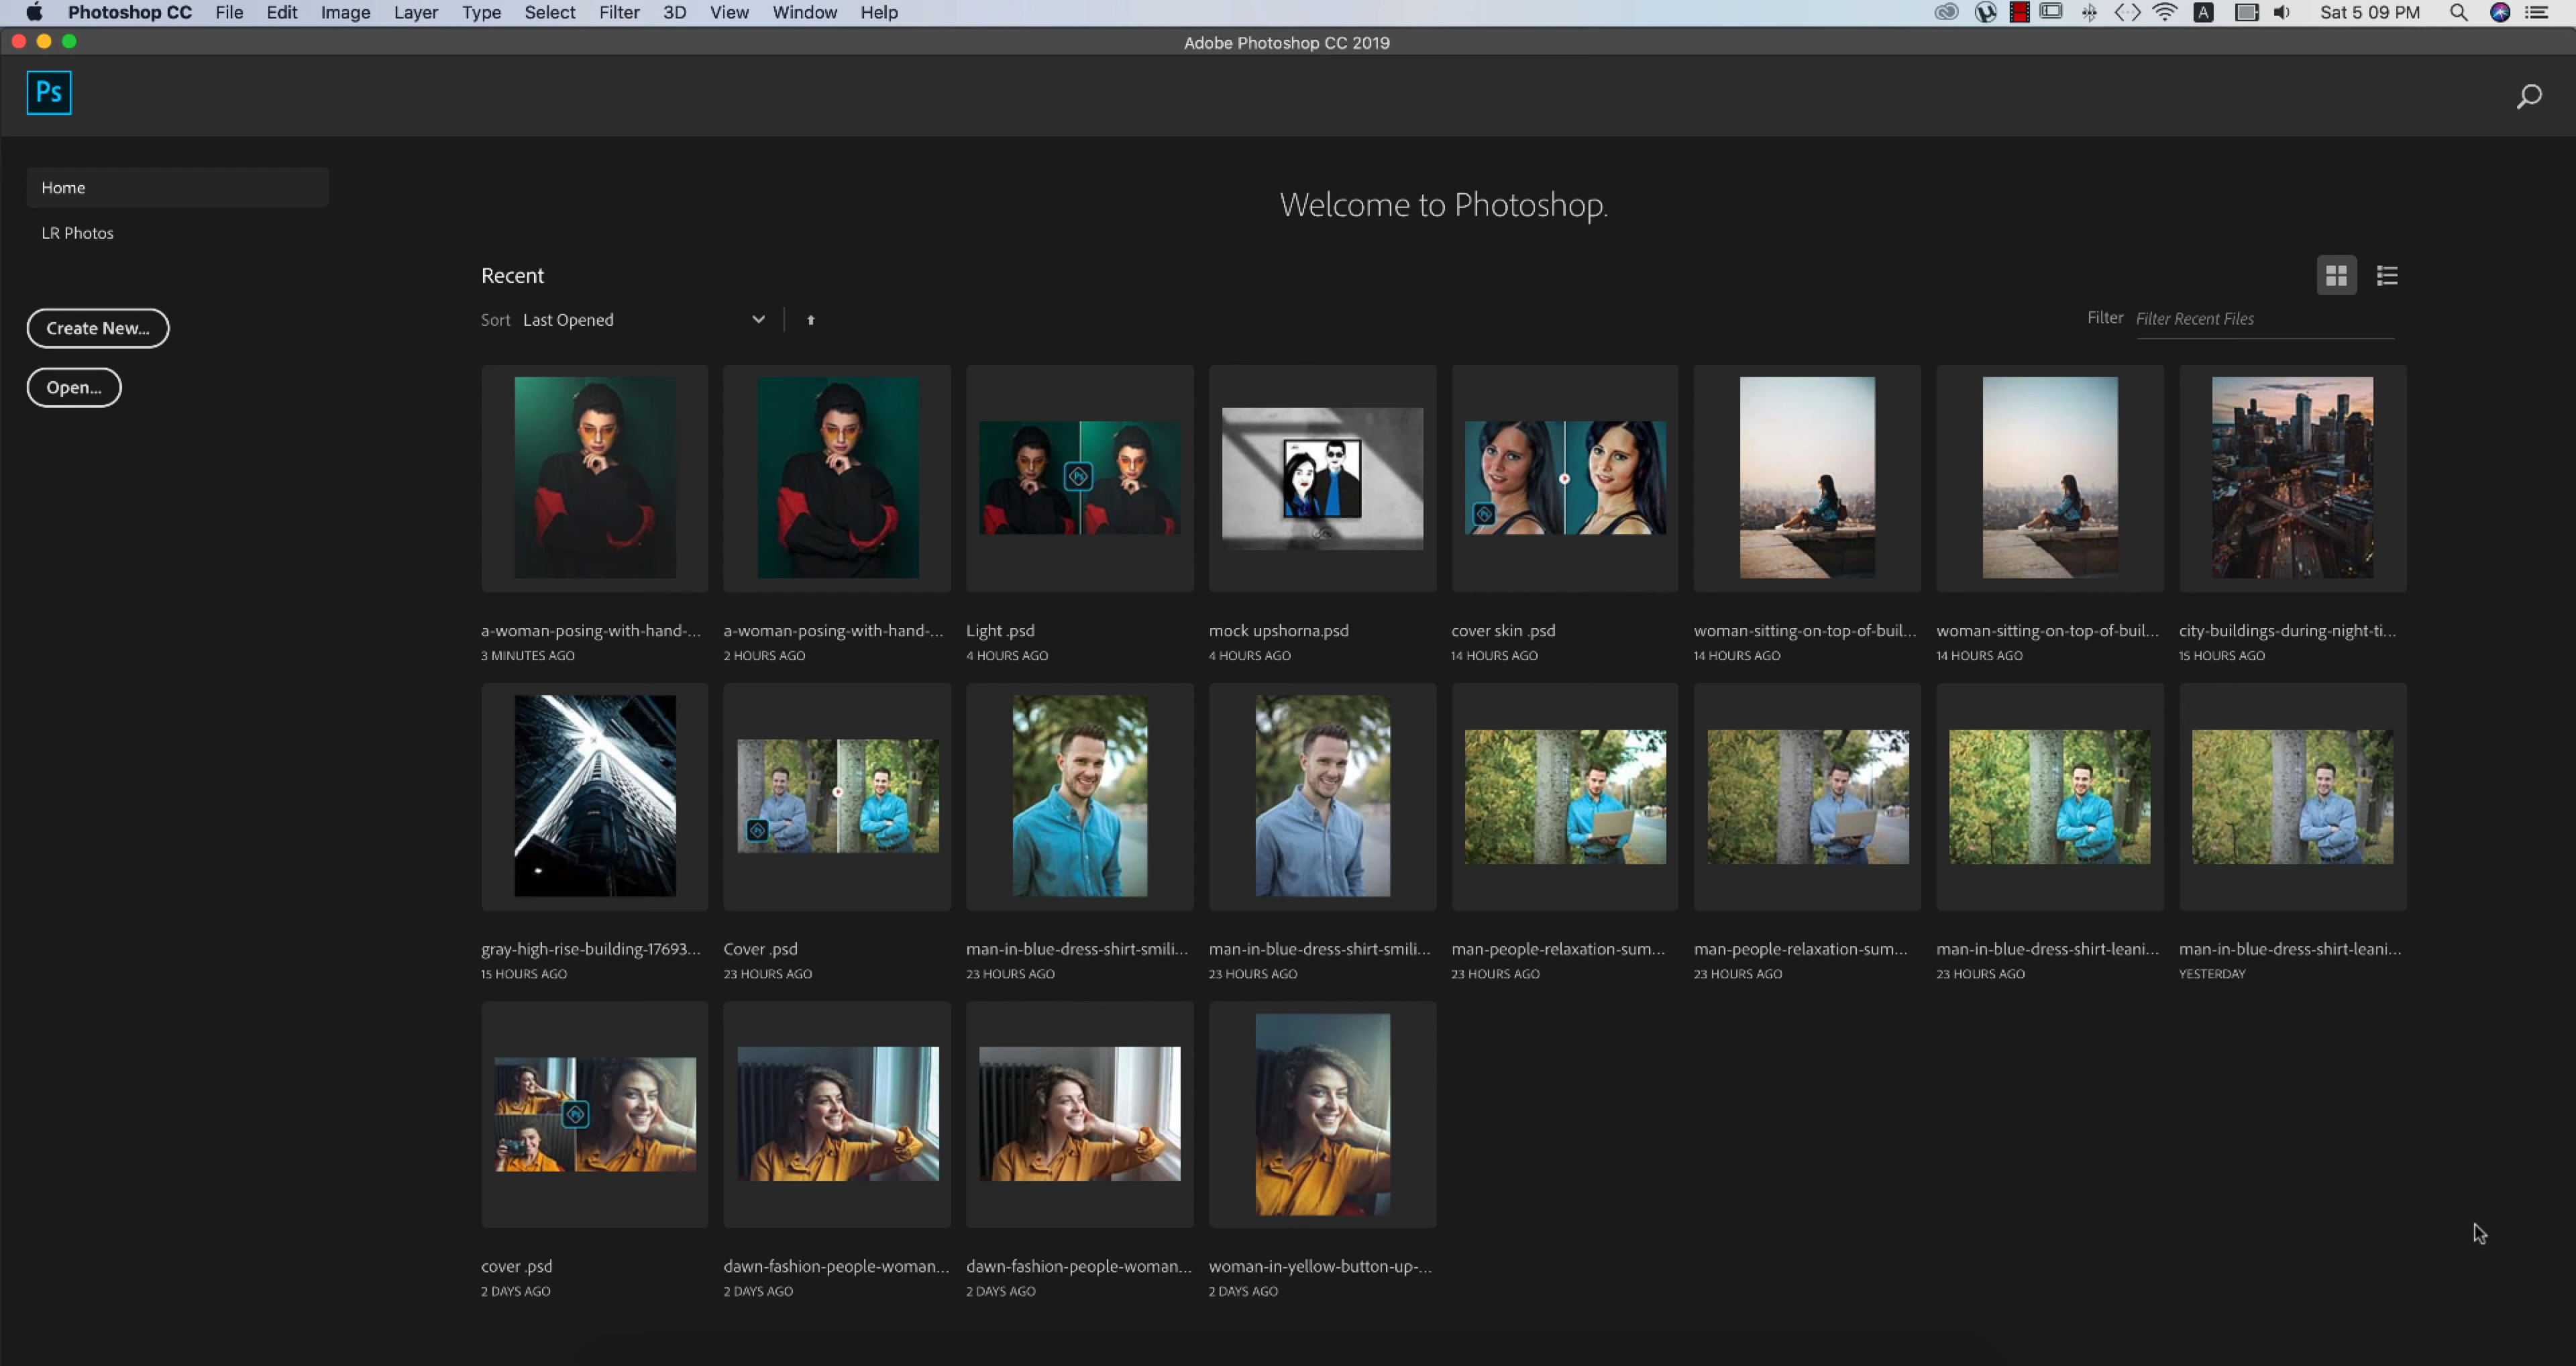 Photoshop CC File Edit Image Layer Type Select Filter 3D View Window Help A Sat 5 09 PM
Adobe Photoshop CC 2019
Ps
Home
LR Photos
Create New...
Open...
Welcome to Photoshop.
Recent
Sort Last Opened
Filter Filter Recent Files
a-woman-posing-with-hand-... a-woman-posing-with-hand-... Light .psd mock upshorna.psd cover skin .psd woman-sitting-on-top-of-buil... woman-sitting-on-top-of-buil... city-buildings-during-night-ti...
3 MINUTES AGO 2 HOURS AGO 4 HOURS AGO 4 HOURS AGO 14 HOURS AGO 14 HOURS AGO 14 HOURS AGO 15 HOURS AGO
gray-high-rise-building-17693... Cover .psd man-in-blue-dress-shirt-smili... man-in-blue-dress-shirt-smili... man-people-relaxation-sum... man-people-relaxation-sum... man-in-blue-dress-shirt-leani... man-in-blue-dress-shirt-leani...
15 HOURS AGO 23 HOURS AGO 23 HOURS AGO 23 HOURS AGO 23 HOURS AGO 23 HOURS AGO 23 HOURS AGO YESTERDAY
cover .psd dawn-fashion-people-woman... dawn-fashion-people-woman... woman-in-yellow-button-up-...
2 DAYS AGO 2 DAYS AGO 2 DAYS AGO 2 DAYS AGO